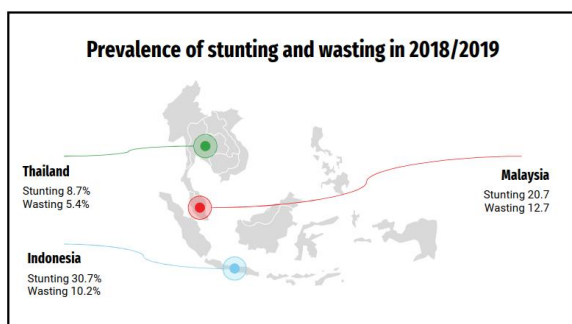 Prevalence of stunting and wasting in 2018/2019
Thailand
Stunting 8.7%
Wasting 5.4%
Malaysia
Stunting 20.7
Wasting 12.7
Indonesia
Stunting 30.7%
Wasting 10.2%